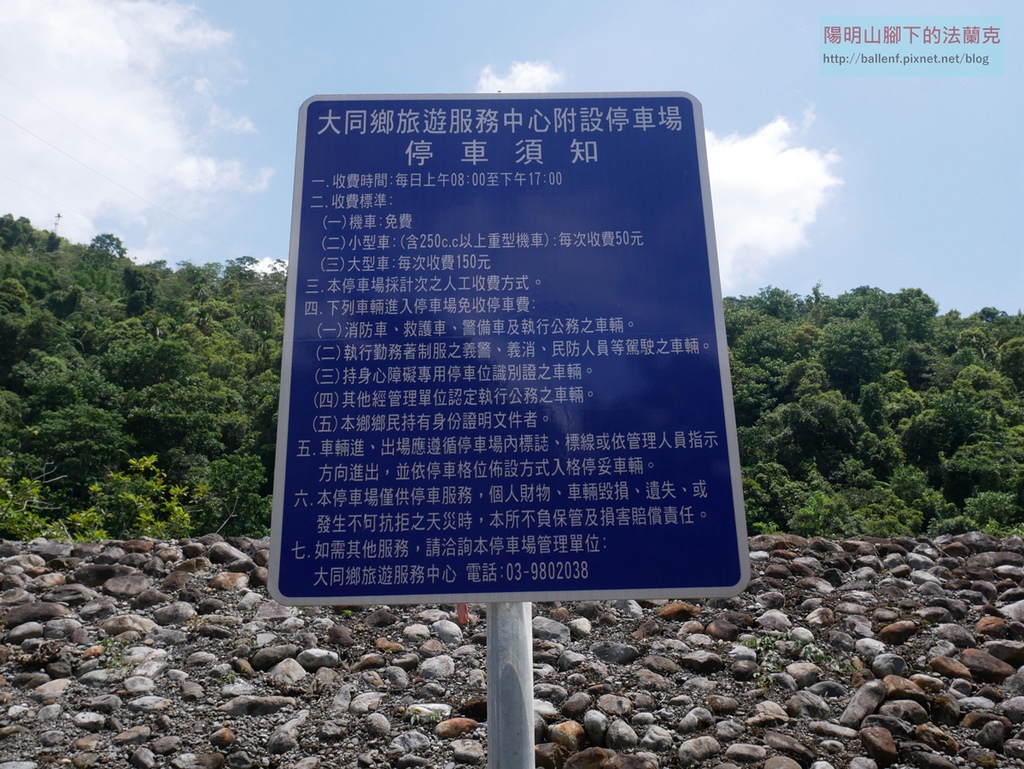 陽明山腳下的法蘭克
http://ballenf.pixnet.net/blog
大同鄉旅遊服務中心附設停車場
停車須知
一.收費時間:每日上午08:00至下午17:00
二.收費標準:
(一)機車:免費
(二)小型車:(含250c.c以上重型機車):每次收費50元
(三)大型車:每次收費150元
三.本停車場採計次之人工收費方式。
四.下列車輛進入停車場免收停車費:
(一)消防車、救護車、警備車及執行公務之車輛。
(二)執行勤務著制服之義警、義消、民防人員等駕駛之車輛。
(三)持身心障礙專用停車位識別證之車輛。
(四)其他經管理單位認定執行公務之車輛。
(五)本鄉鄉民持有身份證明文件者。
五.車輛進、出場應遵循停車場內標誌、標線或依管理人員指示
方向進出，並依停車格位佈設方式入格停妥車輛。
六.本停車場僅供停車服務，個人財物、車輛毀損、遺失、或
發生不可抗拒之天災時，本所不負保管及損害賠償責任。
七.如需其他服務，請洽詢本停車場管理單位:
大同鄉旅遊服務中心 電話:03-9802038